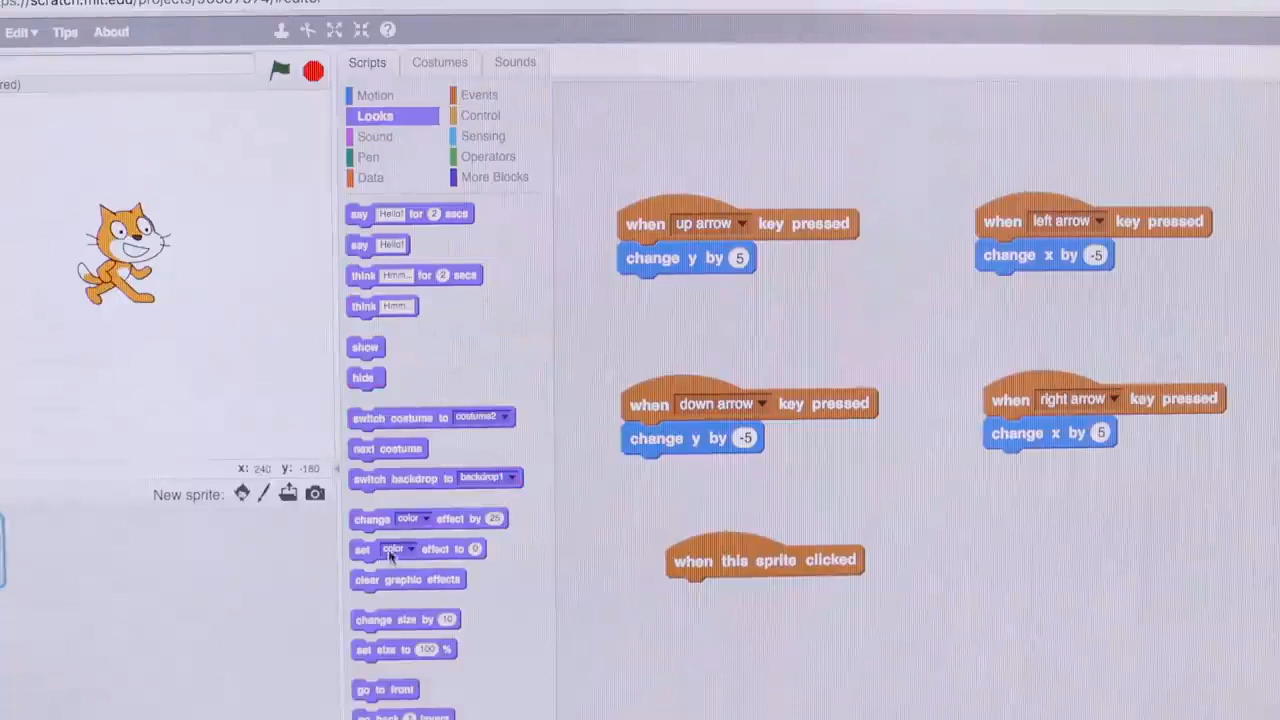 Edit Tips About
red)
Scripts Costumes Sounds
Motion Events
Looks Control
Sound Sensing
Pen Operators
Data More Blocks
say Hello! for 2 secs
say Hello!
think Hmm... for 2 secs
think Hmm...
show
hide
switch costume to costume2
next costume
switch backdrop to backdrop1
change color effect by 25
set color effect to 0
clear graphic effects
change size by 10
set size to 100 %
go to front
x: 240 y: -180
New sprite:
when up arrow key pressed
change y by 5
when left arrow key pressed
change x by -5
when down arrow key pressed
change y by -5
when right arrow key pressed
change x by 5
when this sprite clicked